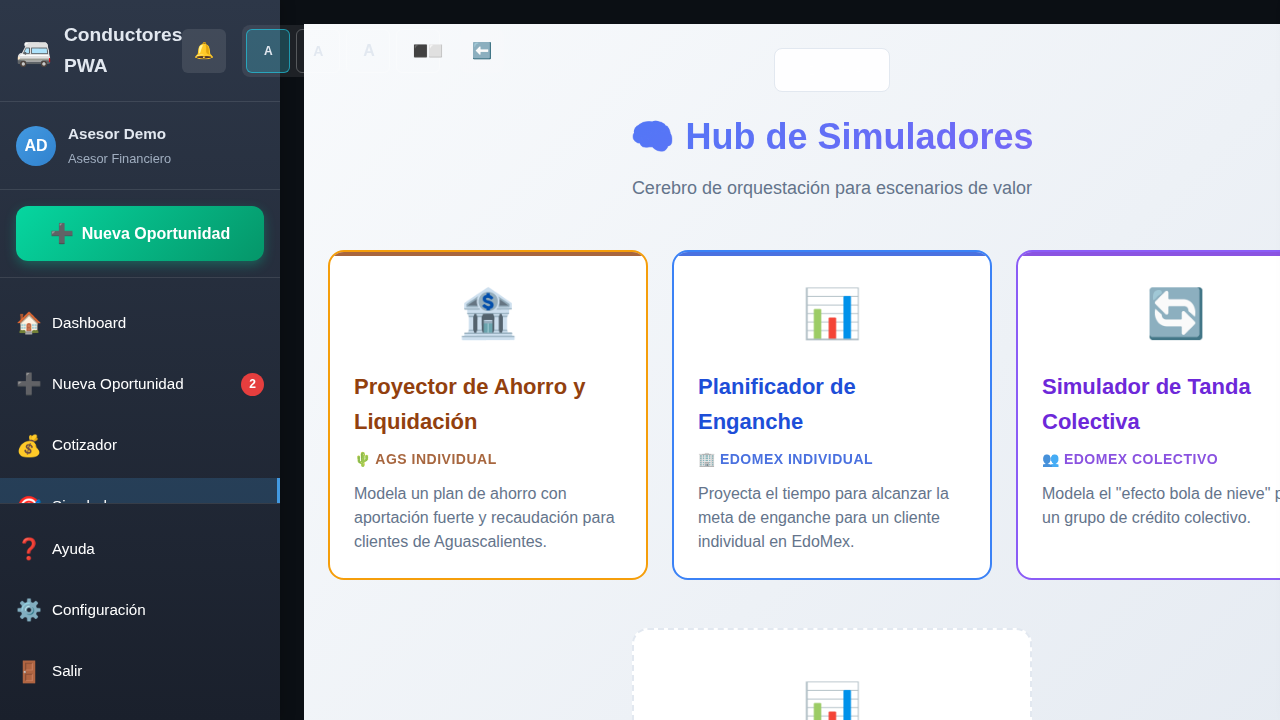 Conductores
PWA
A
A
A
AD
Asesor Demo
Asesor Financiero
Nueva Oportunidad
Dashboard
Nueva Oportunidad
2
Cotizador
Ayuda
Configuración
Salir
Hub de Simuladores
Cerebro de orquestación para escenarios de valor
Proyector de Ahorro y
Liquidación
AGS INDIVIDUAL
Modela un plan de ahorro con
aportación fuerte y recaudación para
clientes de Aguascalientes.
Planificador de
Enganche
EDOMEX INDIVIDUAL
Proyecta el tiempo para alcanzar la
meta de enganche para un cliente
individual en EdoMex.
Simulador de Tanda
Colectiva
EDOMEX COLECTIVO
Modela el "efecto bola de nieve"
un grupo de crédito colectivo.